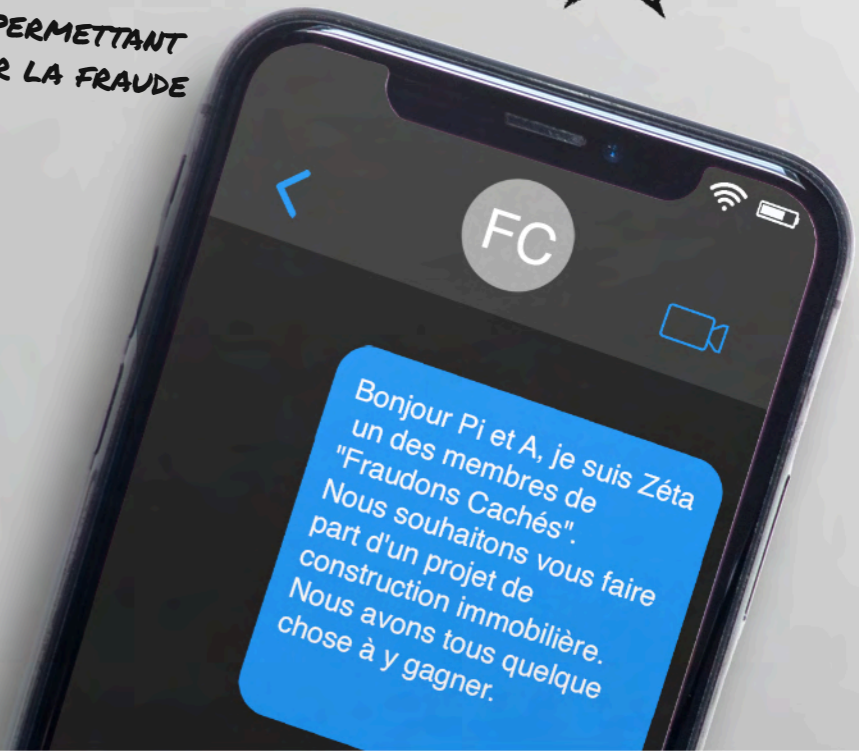 PERMETTANT
R LA FRAUDE
FC
Bonjour Pi et A, je suis Zéta
un des membres de
"Fraudons Cachés".
Nous souhaitons vous faire
part d'un projet de
construction immobilière.
Nous avons tous quelque
chose à y gagner.